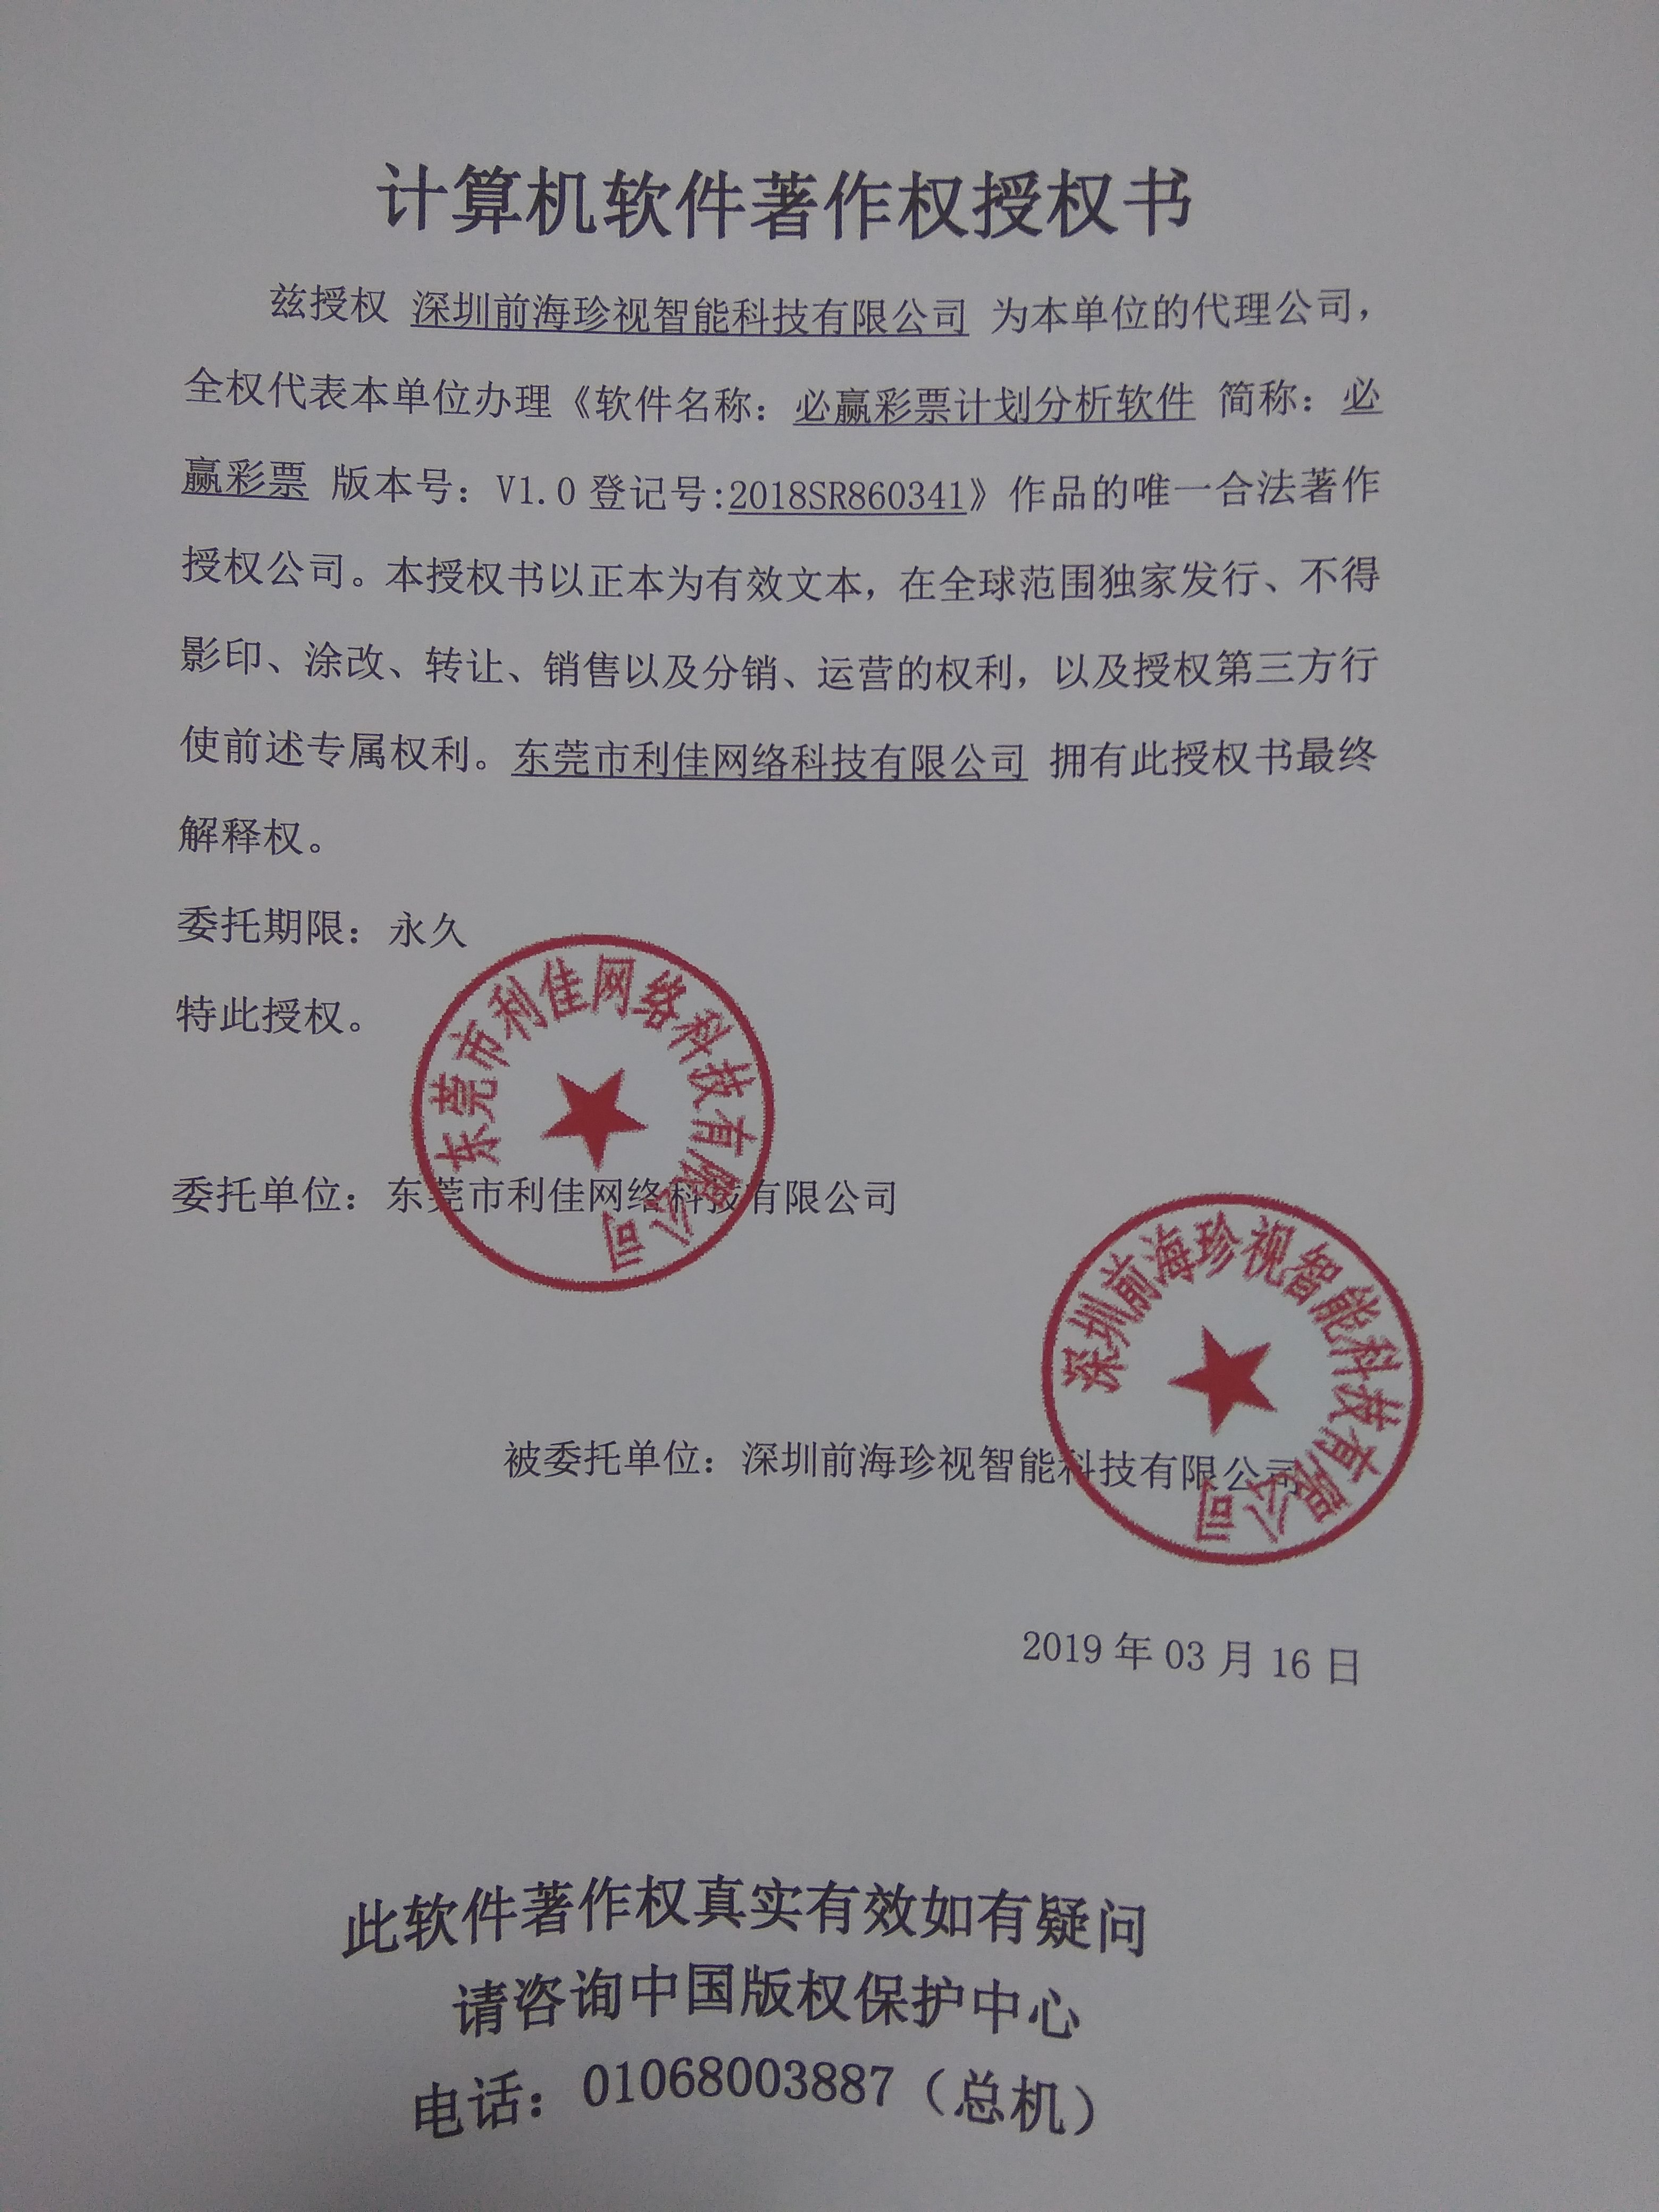 计算机软件著作权授权书
兹授权 深圳前海珍视智能科技有限公司 为本单位的代理公司，
全权代表本单位办理《软件名称：必赢彩票计划分析软件 简称：必
赢彩票 版本号：V1.0 登记号:2018SR860341》作品的唯一合法著作
授权公司。本授权书以正本为有效文本，在全球范围独家发行、不得
影印、涂改、转让、销售以及分销、运营的权利，以及授权第三方行
使前述专属权利。东莞市利佳网络科技有限公司 拥有此授权书最终
解释权。
委托期限：永久
特此授权。
东莞市利佳网络科技有限公司
委托单位：东莞市利佳网络科技有限公司
深圳前海珍视智能科技有限公司
被委托单位：深圳前海珍视智能科技有限公司
2019 年 03 月 16 日
此软件著作权真实有效如有疑问
请咨询中国版权保护中心
电话：01068003887（总机）